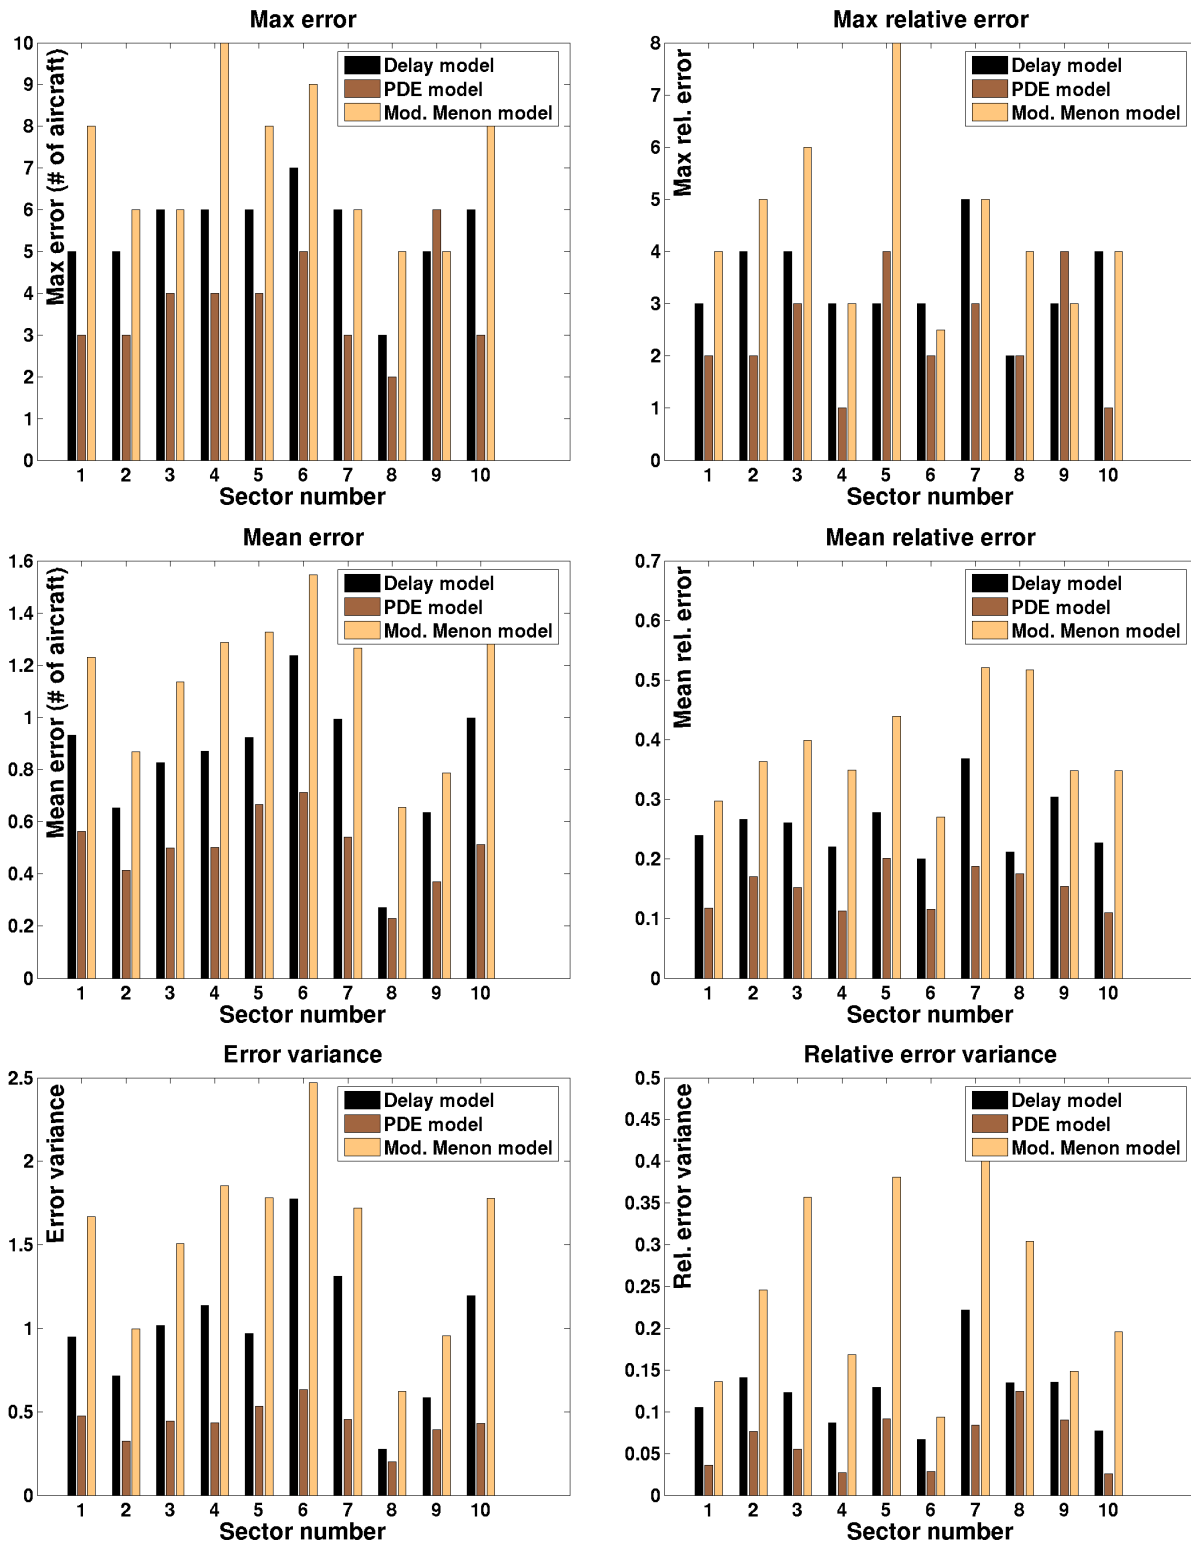 Max error
10
9
8
7
6
5
4
3
2
1
0
Max error (# of aircraft)
Delay model
PDE model
Mod. Menon model
1 2 3 4 5 6 7 8 9 10
Sector number
Max relative error
8
7
6
5
4
3
2
1
0
Max rel. error
Delay model
PDE model
Mod. Menon model
1 2 3 4 5 6 7 8 9 10
Sector number
Mean error
1.6
1.4
1.2
1
0.8
0.6
0.4
0.2
0
Mean error (# of aircraft)
Delay model
PDE model
Mod. Menon model
1 2 3 4 5 6 7 8 9 10
Sector number
Mean relative error
0.7
0.6
0.5
0.4
0.3
0.2
0.1
0
Mean rel. error
Delay model
PDE model
Mod. Menon model
1 2 3 4 5 6 7 8 9 10
Sector number
Error variance
2.5
2
1.5
1
0.5
0
Error variance
Delay model
PDE model
Mod. Menon model
1 2 3 4 5 6 7 8 9 10
Sector number
Relative error variance
0.5
0.45
0.4
0.35
0.3
0.25
0.2
0.15
0.1
0.05
0
Rel. error variance
Delay model
PDE model
Mod. Menon model
1 2 3 4 5 6 7 8 9 10
Sector number